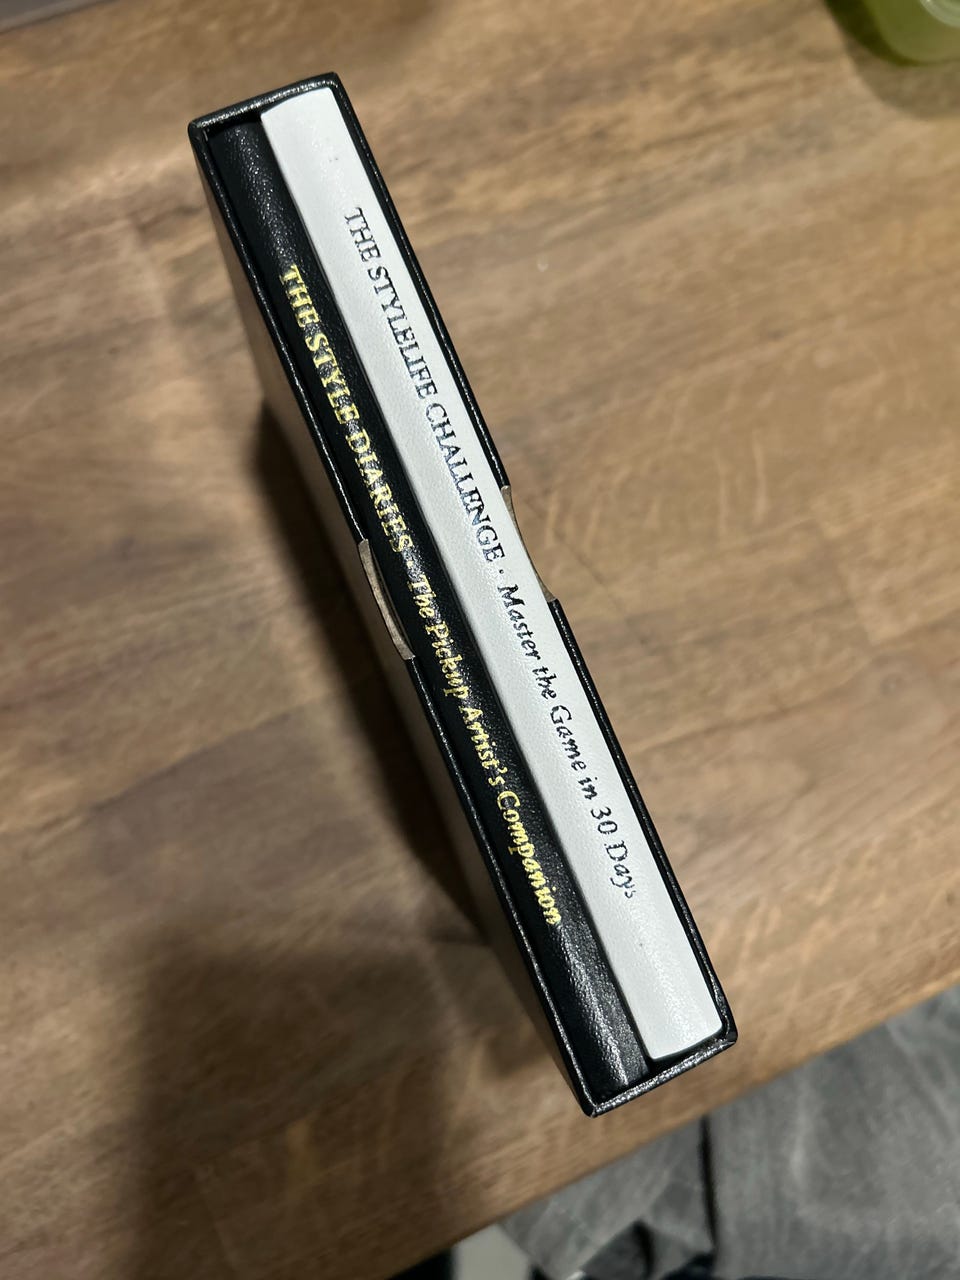 THE STYLE DIARIES · The Pickup Artist's Companion
THE STYLELIFE CHALLENGE · Master the Game in 30 Days